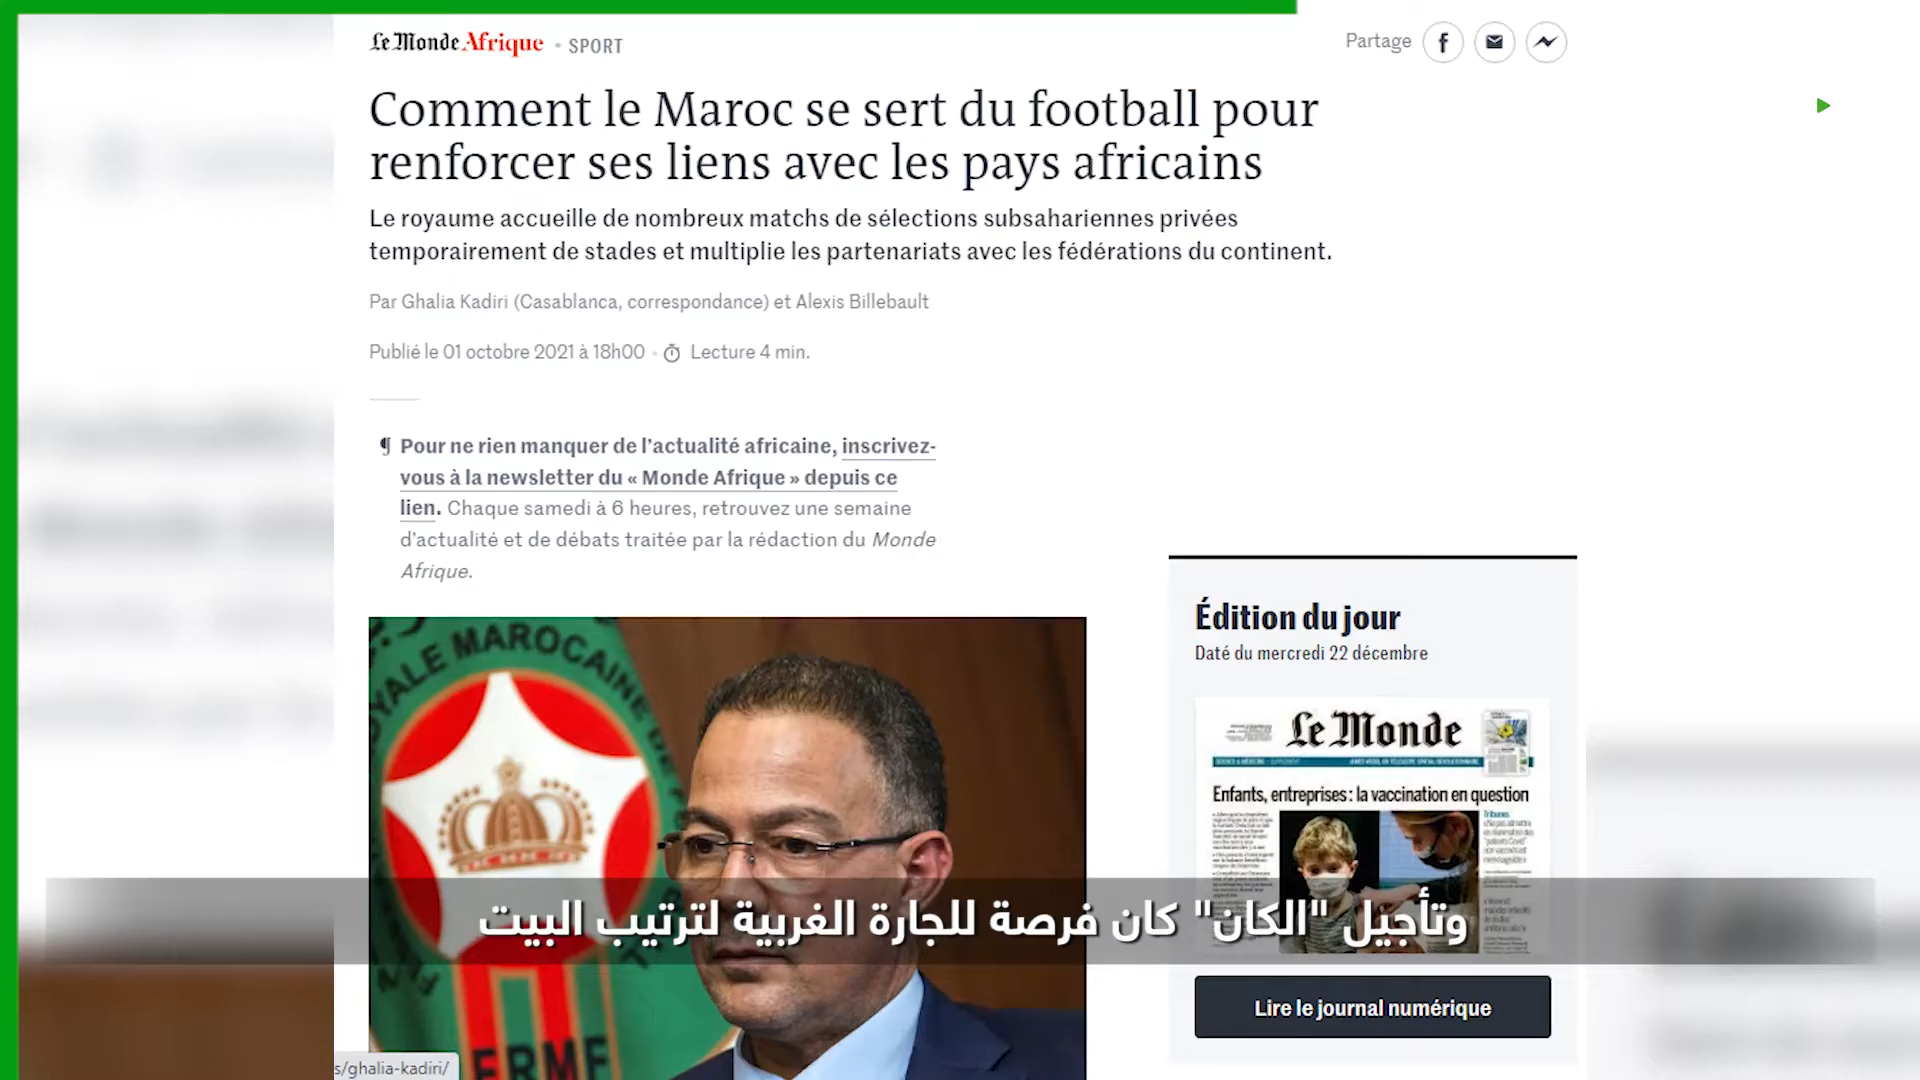 Le Monde Afrique • SPORT
Partage
Comment le Maroc se sert du football pour
renforcer ses liens avec les pays africains
Le royaume accueille de nombreux matchs de sélections subsahariennes privées
temporairement de stades et multiplie les partenariats avec les fédérations du continent.
Par Ghalia Kadiri (Casablanca, correspondance) et Alexis Billebault
Publié le 01 octobre 2021 à 18h00 • Lecture 4 min.
¶ Pour ne rien manquer de l’actualité africaine, inscrivez-
vous à la newsletter du « Monde Afrique » depuis ce
lien. Chaque samedi à 6 heures, retrouvez une semaine
d’actualité et de débats traitée par la rédaction du Monde
Afrique.
ROYALE MAROCAINE DE F
FRMF
Édition du jour
Daté du mercredi 22 décembre
Le Monde
Enfants, entreprises : la vaccination en question
وتأجيل "الكان" كان فرصة للجارة الغربية لترتيب البيت
Lire le journal numérique
s/ghalia-kadiri/